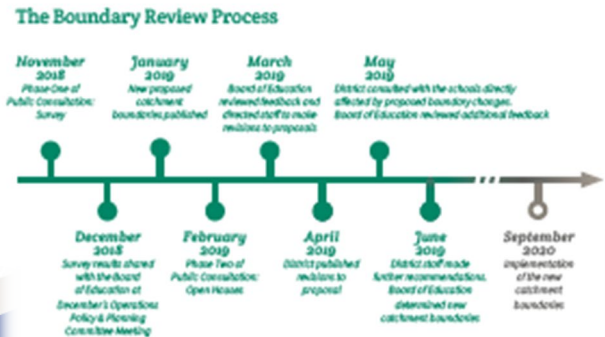 The Boundary Review Process
November
2018
Phase One of
Public Consultation:
Survey
January
2019
New proposed
catchment
boundaries published
March
2019
Board of Education
reviewed feedback and
directed staff to make
revisions to proposals
May
2019
District consulted with the schools directly
affected by proposed boundary changes.
Board of Education reviewed additional feedback
December
2018
Survey results shared
with the Board
of Education at
December's Operations
Policy & Planning
Committee Meeting
February
2019
Phase Two of
Public Consultation:
Open Houses
April
2019
District published
revisions to
proposal
June
2019
District staff made
further recommendations.
Board of Education
determined new
catchment boundaries
September
2020
Implementation
of the new
catchment
boundaries